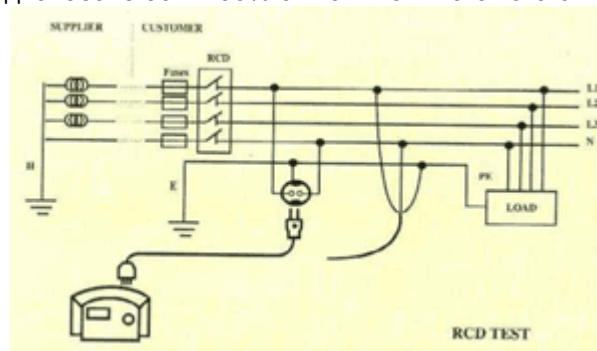 SUPPLIER CUSTOMER
RCD
Fuses
L1
L2
L3
N
E
PE
LOAD
RCD TEST